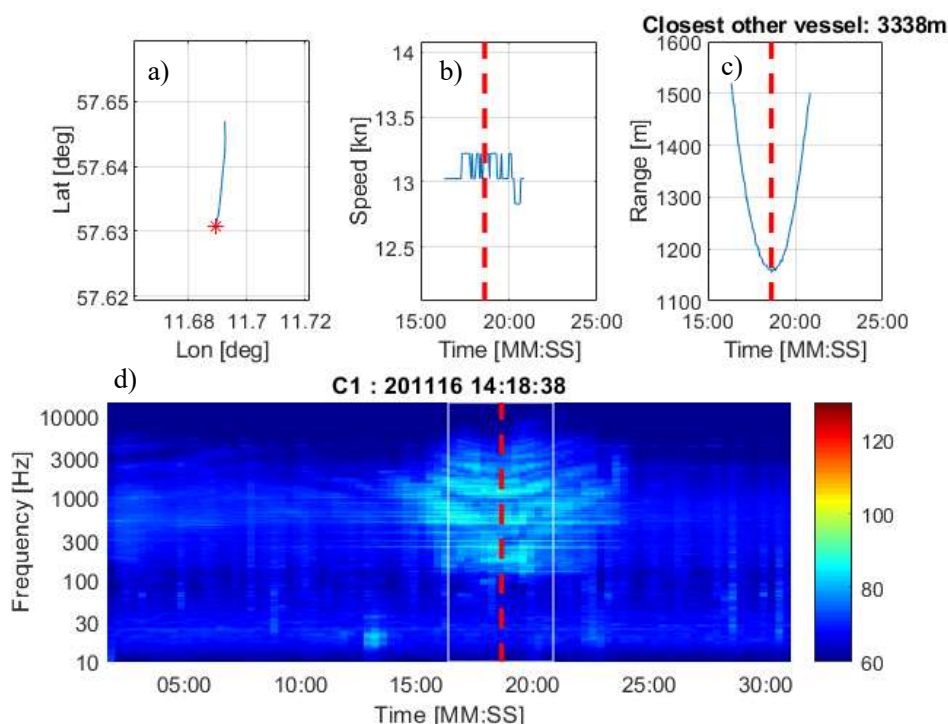 Closest other vessel: 3338m
a)
57.65
57.64
57.63
57.62
Lat [deg]
11.68 11.7 11.72
Lon [deg]
b)
14
13.5
13
12.5
Speed [kn]
15:00 20:00 25:00
Time [MM:SS]
c)
1600
1500
1400
1300
1200
1100
Range [m]
15:00 20:00 25:00
Time [MM:SS]
d)
C1 : 201116 14:18:38
10000
3000
1000
300
100
30
10
Frequency [Hz]
05:00 10:00 15:00 20:00 25:00 30:00
Time [MM:SS]
120
100
80
60